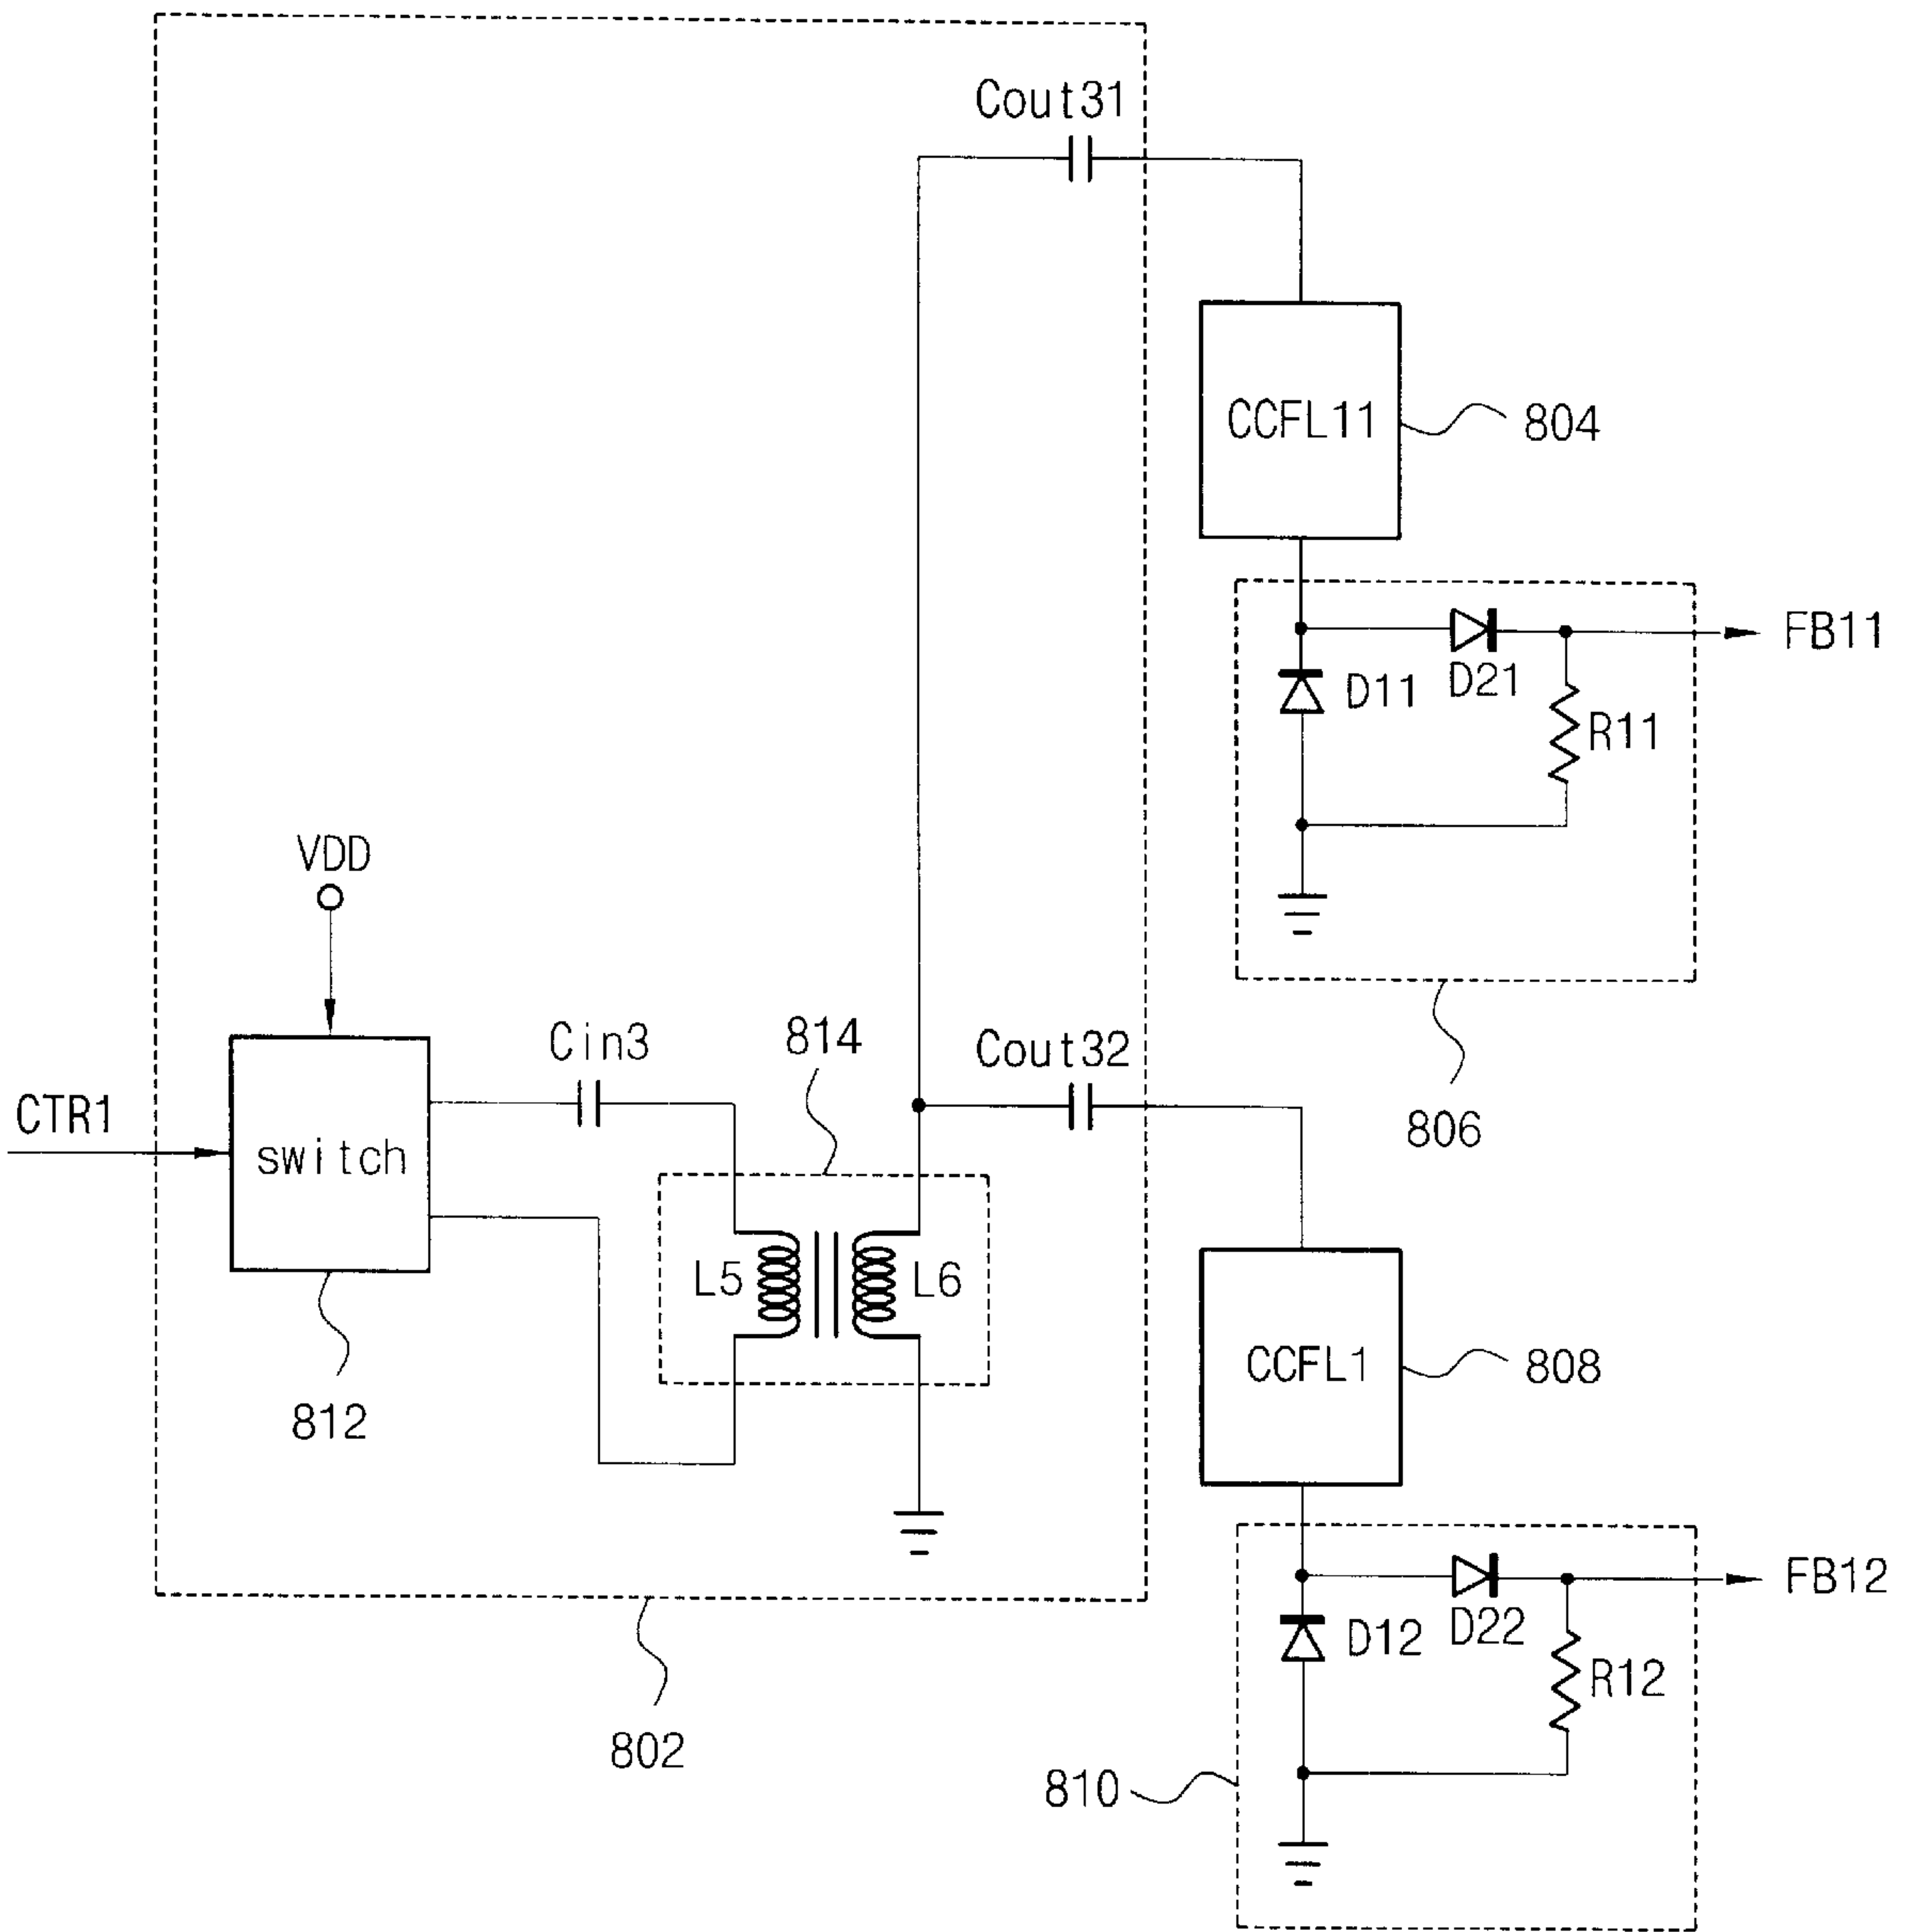 Cout31
CCFL11
804
FB11
D21
D11
R11
VDD
806
Cin3
814
Cout32
CTR1
switch
L5
L6
CCFL1
808
812
FB12
D22
D12
R12
802
810